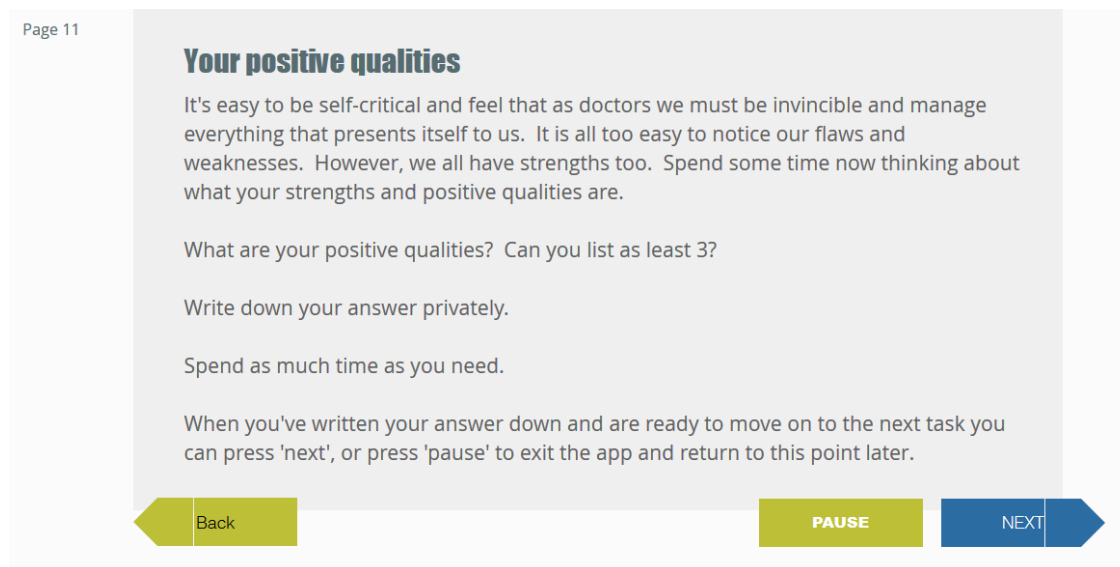 Page 11
Your positive qualities
It's easy to be self-critical and feel that as doctors we must be invincible and manage
everything that presents itself to us.  It is all too easy to notice our flaws and
weaknesses.  However, we all have strengths too.  Spend some time now thinking about
what your strengths and positive qualities are.
What are your positive qualities?  Can you list as least 3?
Write down your answer privately.
Spend as much time as you need.
When you've written your answer down and are ready to move on to the next task you
can press 'next', or press 'pause' to exit the app and return to this point later.
Back
PAUSE
NEXT